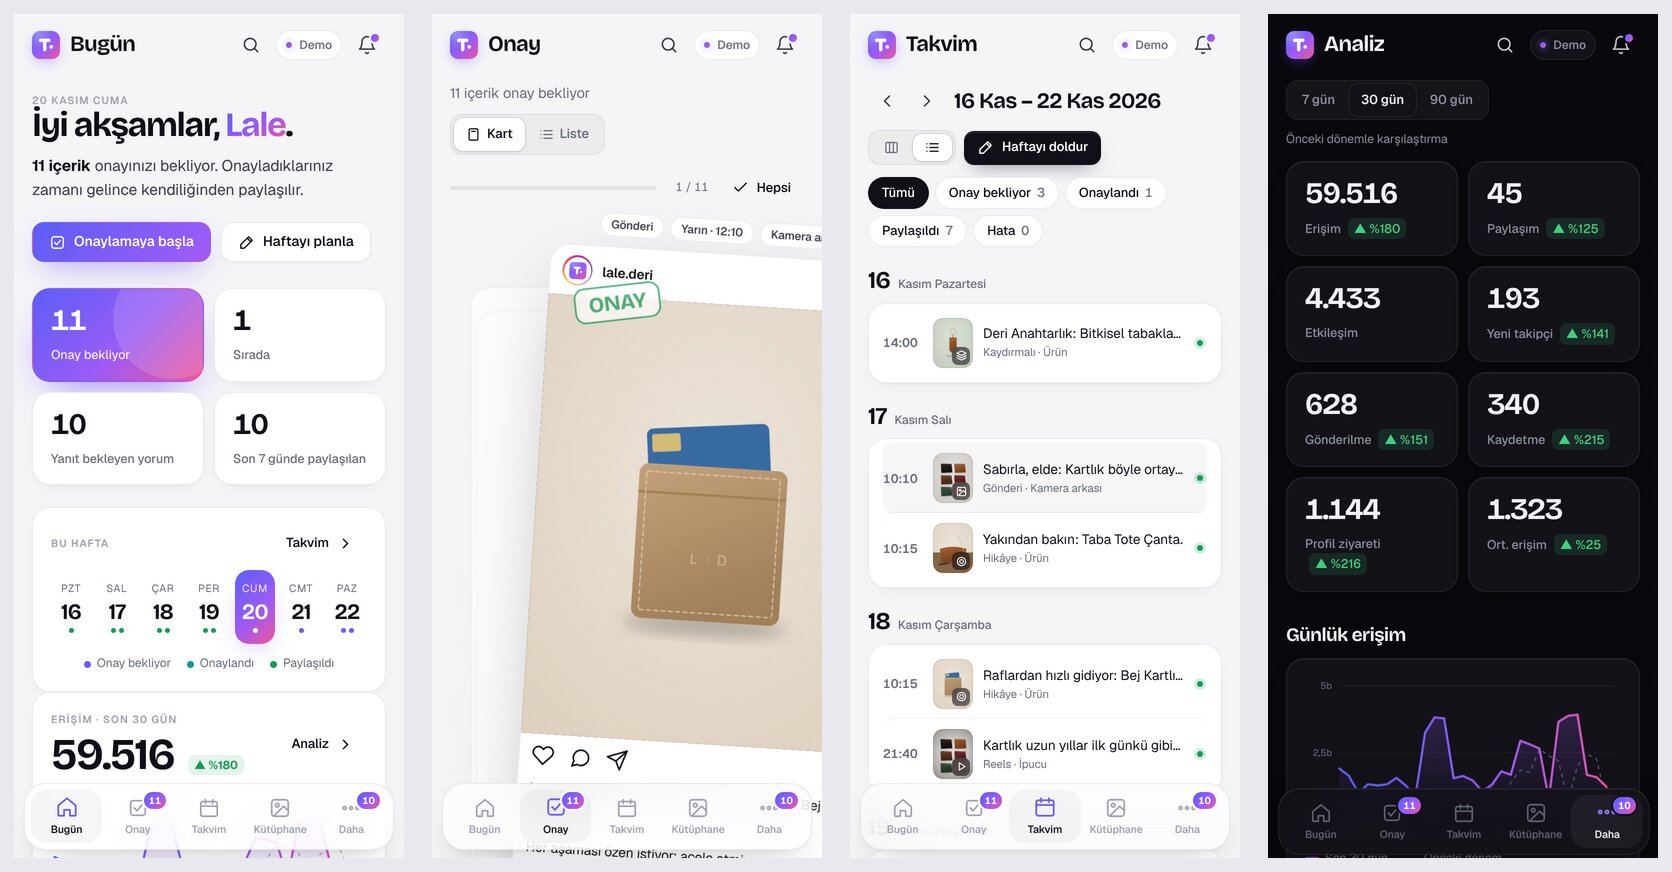 T. Bugün
Demo
20 KASIM CUMA
İyi akşamlar, Lale.
11 içerik onayınızı bekliyor. Onayladıklarınız
zamanı gelince kendiliğinden paylaşılır.
Onaylamaya başla
Haftayı planla
11
Onay bekliyor
1
Sırada
10
Yanıt bekleyen yorum
10
Son 7 günde paylaşılan
BU HAFTA
Takvim
PZT SAL ÇAR PER CUM CMT PAZ
16 17 18 19 20 21 22
Onay bekliyor Onaylandı Paylaşıldı
ERİŞİM · SON 30 GÜN
59.516 ▲ %180
Analiz
11 10
Bugün Onay Takvim Kütüphane Daha
T. Onay
Demo
11 içerik onay bekliyor
Kart Liste
1 / 11
Hepsi
Gönderi Yarın · 12:10 Kamera
T. lale.deri
ONAY
L · D
11 10
Bugün Onay Takvim Kütüphane Daha
Her aşaması özen istiyor;
T. Takvim
Demo
16 Kas – 22 Kas 2026
Haftayı doldur
Tümü Onay bekliyor 3 Onaylandı 1
Paylaşıldı 7 Hata 0
16 Kasım Pazartesi
14:00
Deri Anahtarlık: Bitkisel tabakla...
Kaydırmalı · Ürün
17 Kasım Salı
10:10
Sabırla, elde: Kartlık böyle ortay...
Gönderi · Kamera arkası
10:15
Yakından bakın: Taba Tote Çanta.
Hikâye · Ürün
18 Kasım Çarşamba
10:15
Raflardan hızlı gidiyor: Bej Kartlı...
Hikâye · Ürün
21:40
Kartlık uzun yıllar ilk günkü gibi...
Reels · İpucu
11 10
Bugün Onay Takvim Kütüphane Daha
T. Analiz
Demo
7 gün 30 gün 90 gün
Önceki dönemle karşılaştırma
59.516
Erişim ▲ %180
45
Paylaşım ▲ %125
4.433
Etkileşim
193
Yeni takipçi ▲ %141
628
Gönderilme ▲ %151
340
Kaydetme ▲ %215
1.144
Profil ziyareti
▲ %216
1.323
Ort. erişim ▲ %25
Günlük erişim
5b
2,5b
11 10
Bugün Onay Takvim Kütüphane Daha
Son 30 gün Önceki dönem